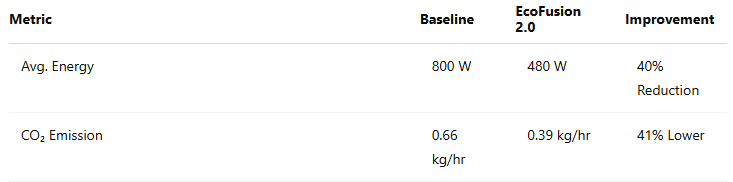 Metric Baseline EcoFusion 2.0 Improvement
Avg. Energy 800 W 480 W 40% Reduction
CO₂ Emission 0.66 kg/hr 0.39 kg/hr 41% Lower